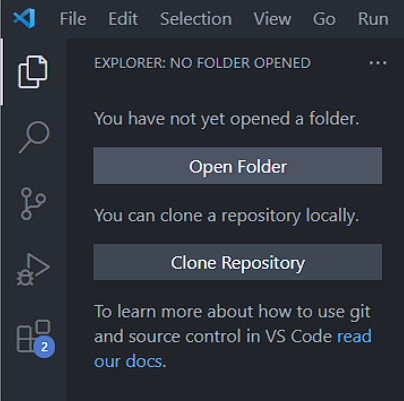 File Edit Selection View Go Run
EXPLORER: NO FOLDER OPENED
You have not yet opened a folder.
Open Folder
You can clone a repository locally.
Clone Repository
To learn more about how to use git
and source control in VS Code read
our docs.
2